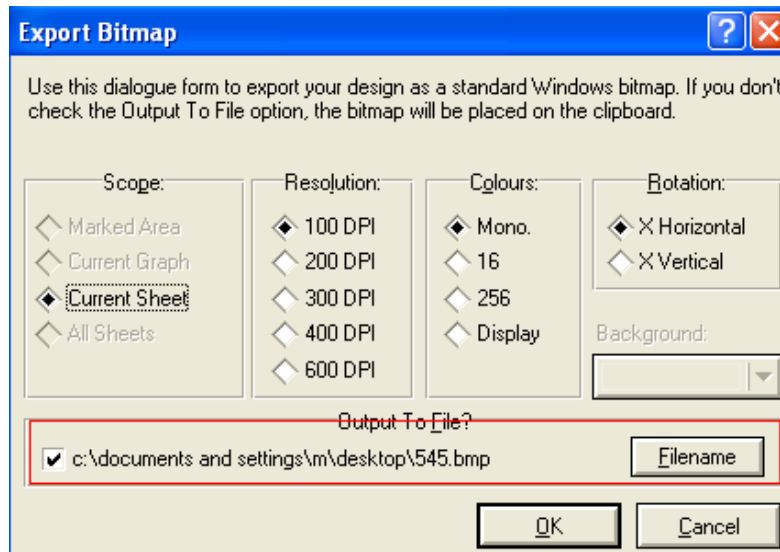 Export Bitmap
Use this dialogue form to export your design as a standard Windows bitmap. If you don't
check the Output To File option, the bitmap will be placed on the clipboard.
Scope:
Marked Area
Current Graph
Current Sheet
All Sheets
Resolution:
100 DPI
200 DPI
300 DPI
400 DPI
600 DPI
Colours:
Mono.
16
256
Display
Rotation:
X Horizontal
X Vertical
Background:
Output To File?
c:\documents and settings\m\desktop\545.bmp
Filename
OK
Cancel